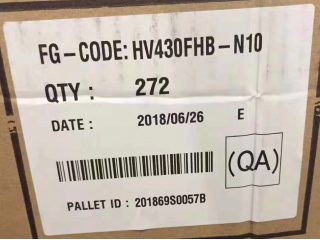 FG-CODE: HV430FHB-N10
QTY : 272
DATE : 2018/06/26 E
(QA)
PALLET ID : 201869S0057B